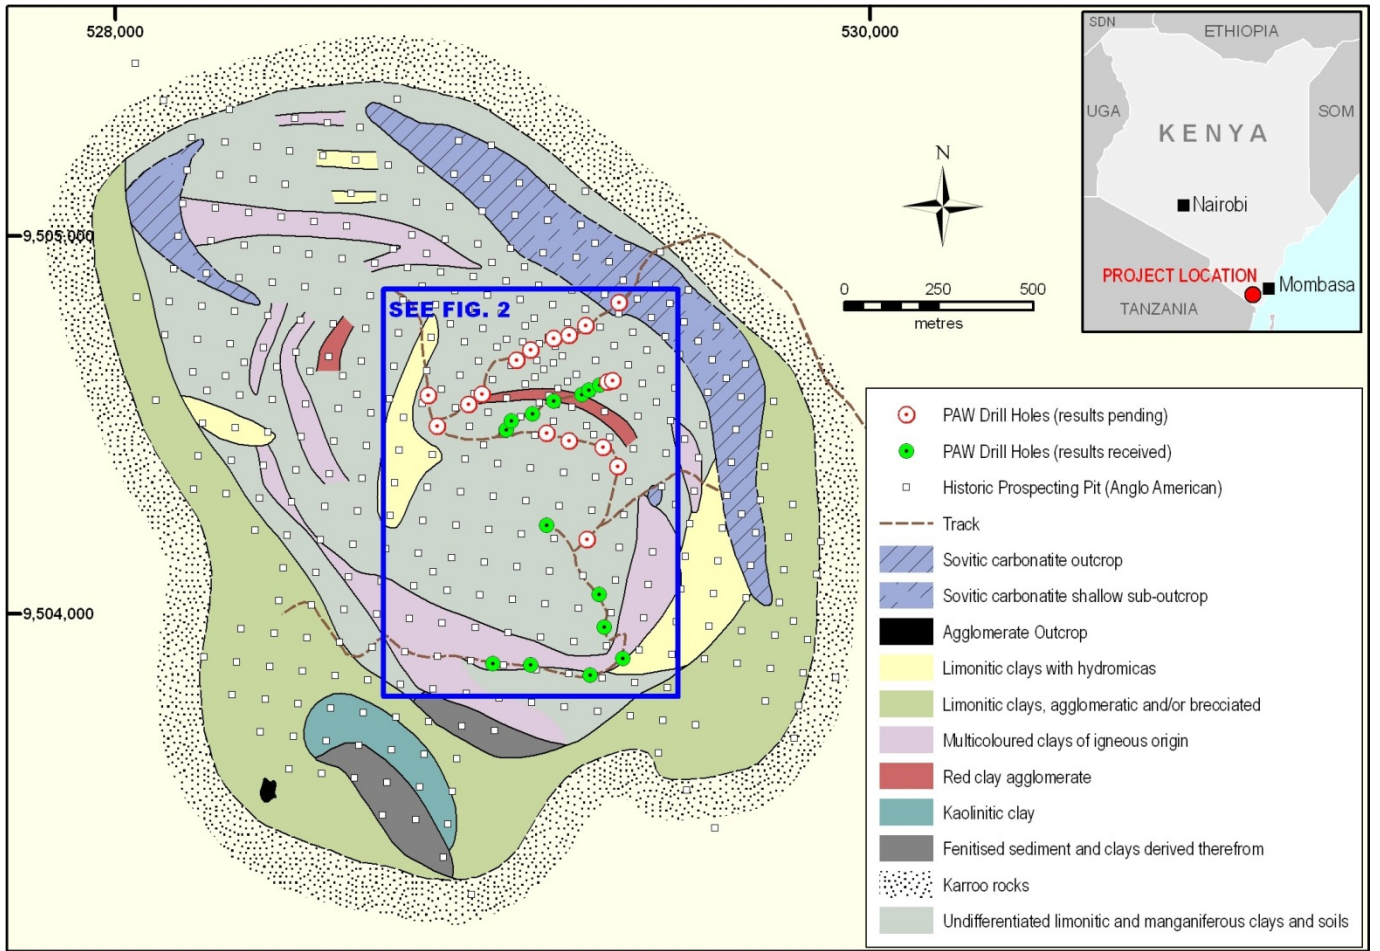 528,000
530,000
9,505,000
9,504,000
SEE FIG. 2
N
0 250 500
metres
SDN
ETHIOPIA
UGA
SOM
KENYA
Nairobi
PROJECT LOCATION
Mombasa
TANZANIA
PAW Drill Holes (results pending)
PAW Drill Holes (results received)
Historic Prospecting Pit (Anglo American)
Track
Sovitic carbonatite outcrop
Sovitic carbonatite shallow sub-outcrop
Agglomerate Outcrop
Limonitic clays with hydromicas
Limonitic clays, agglomeratic and/or brecciated
Multicoloured clays of igneous origin
Red clay agglomerate
Kaolinitic clay
Fenitised sediment and clays derived therefrom
Karroo rocks
Undifferentiated limonitic and manganiferous clays and soils